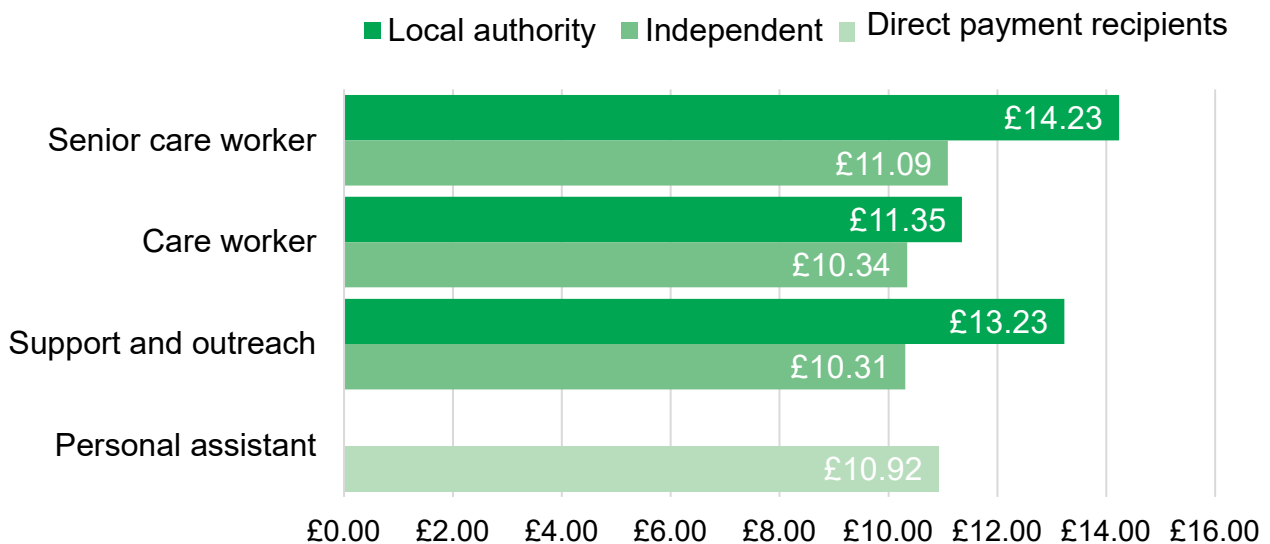 Local authority Independent Direct payment recipients
Senior care worker
£14.23
£11.09
Care worker
£11.35
£10.34
Support and outreach
£13.23
£10.31
Personal assistant
£10.92
£0.00 £2.00 £4.00 £6.00 £8.00 £10.00 £12.00 £14.00 £16.00